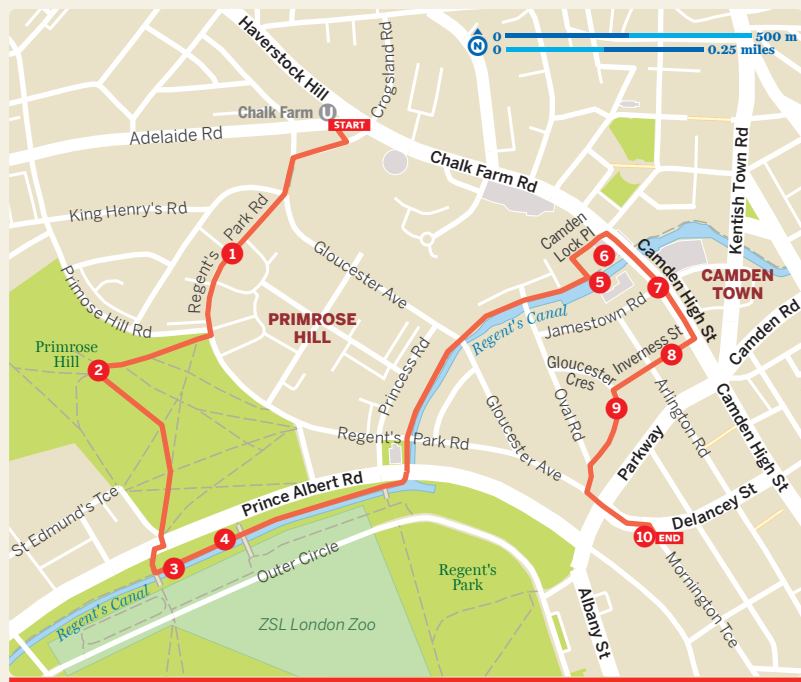 Haverstock Hill
Crogsland Rd
N
0 500 m
0 0.25 miles
Chalk Farm U
START
Adelaide Rd
Chalk Farm Rd
Kentish Town Rd
King Henry's Rd
Regent's Park Rd
1
Camden
Lock Pl
6
Gloucester Ave
5
Camden High St
7
CAMDEN
TOWN
Primose Hill Rd
PRIMROSE
HILL
Regent's Canal
Jamestown Rd
Camden Rd
Primrose
Hill
2
Princess Rd
Inverness St
8
Gloucester
Cres
9
Oval Rd
Arlington Rd
Gloucester Ave
Parkway
Camden High St
Regent's Park Rd
Prince Albert Rd
St Edmund's Tce
Delancey St
10
END
4
3
Outer Circle
Regent's
Park
Mornington Tce
Regent's Canal
ZSL London Zoo
Albany St